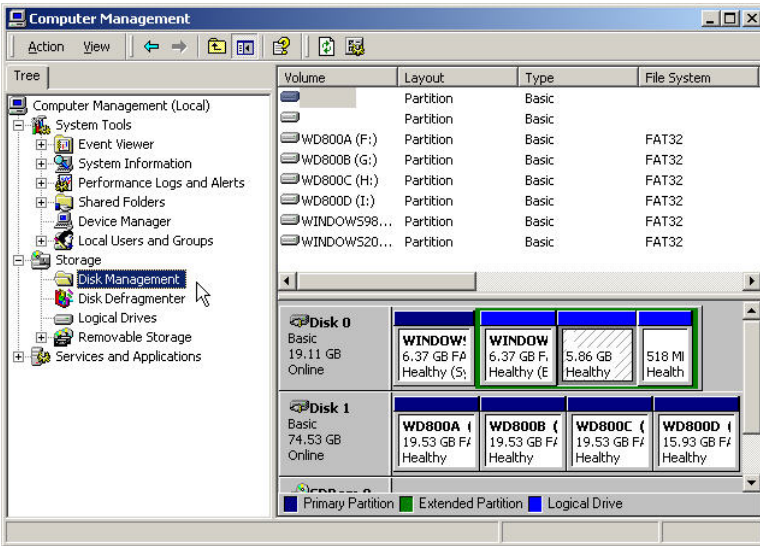 Computer Management
Action View
Tree
Computer Management (Local)
System Tools
Event Viewer
System Information
Performance Logs and Alerts
Shared Folders
Device Manager
Local Users and Groups
Storage
Disk Management
Disk Defragmenter
Logical Drives
Removable Storage
Services and Applications
Volume Layout Type File System
Partition Basic
Partition Basic
WD800A (F:) Partition Basic FAT32
WD800B (G:) Partition Basic FAT32
WD800C (H:) Partition Basic FAT32
WD800D (I:) Partition Basic FAT32
WINDOWS98... Partition Basic FAT32
WINDOWS20... Partition Basic FAT32
Disk 0
Basic
19.11 GB
Online
WINDOWS
6.37 GB FA
Healthy (Sy
WINDOW
6.37 GB F
Healthy (E
5.86 GB
Healthy
518 MI
Health
Disk 1
Basic
74.53 GB
Online
WD800A (
19.53 GB FA
Healthy
WD800B (
19.53 GB FA
Healthy
WD800C (
19.53 GB FA
Healthy
WD800D (
15.93 GB FA
Healthy
Primary Partition Extended Partition Logical Drive